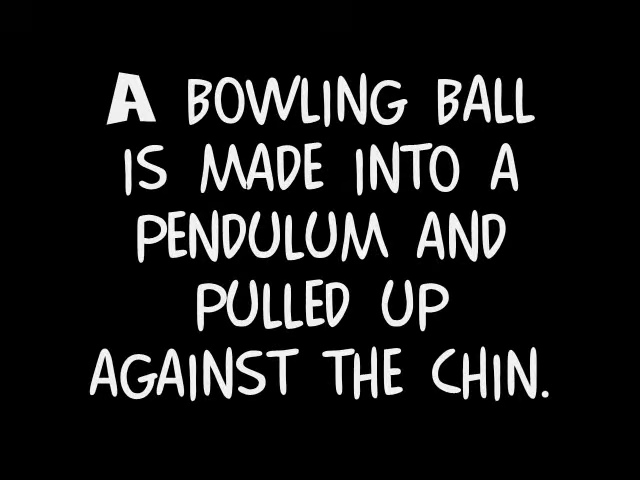 A BOWLING BALL
IS MADE INTO A
PENDULUM AND
PULLED UP
AGAINST THE CHIN.